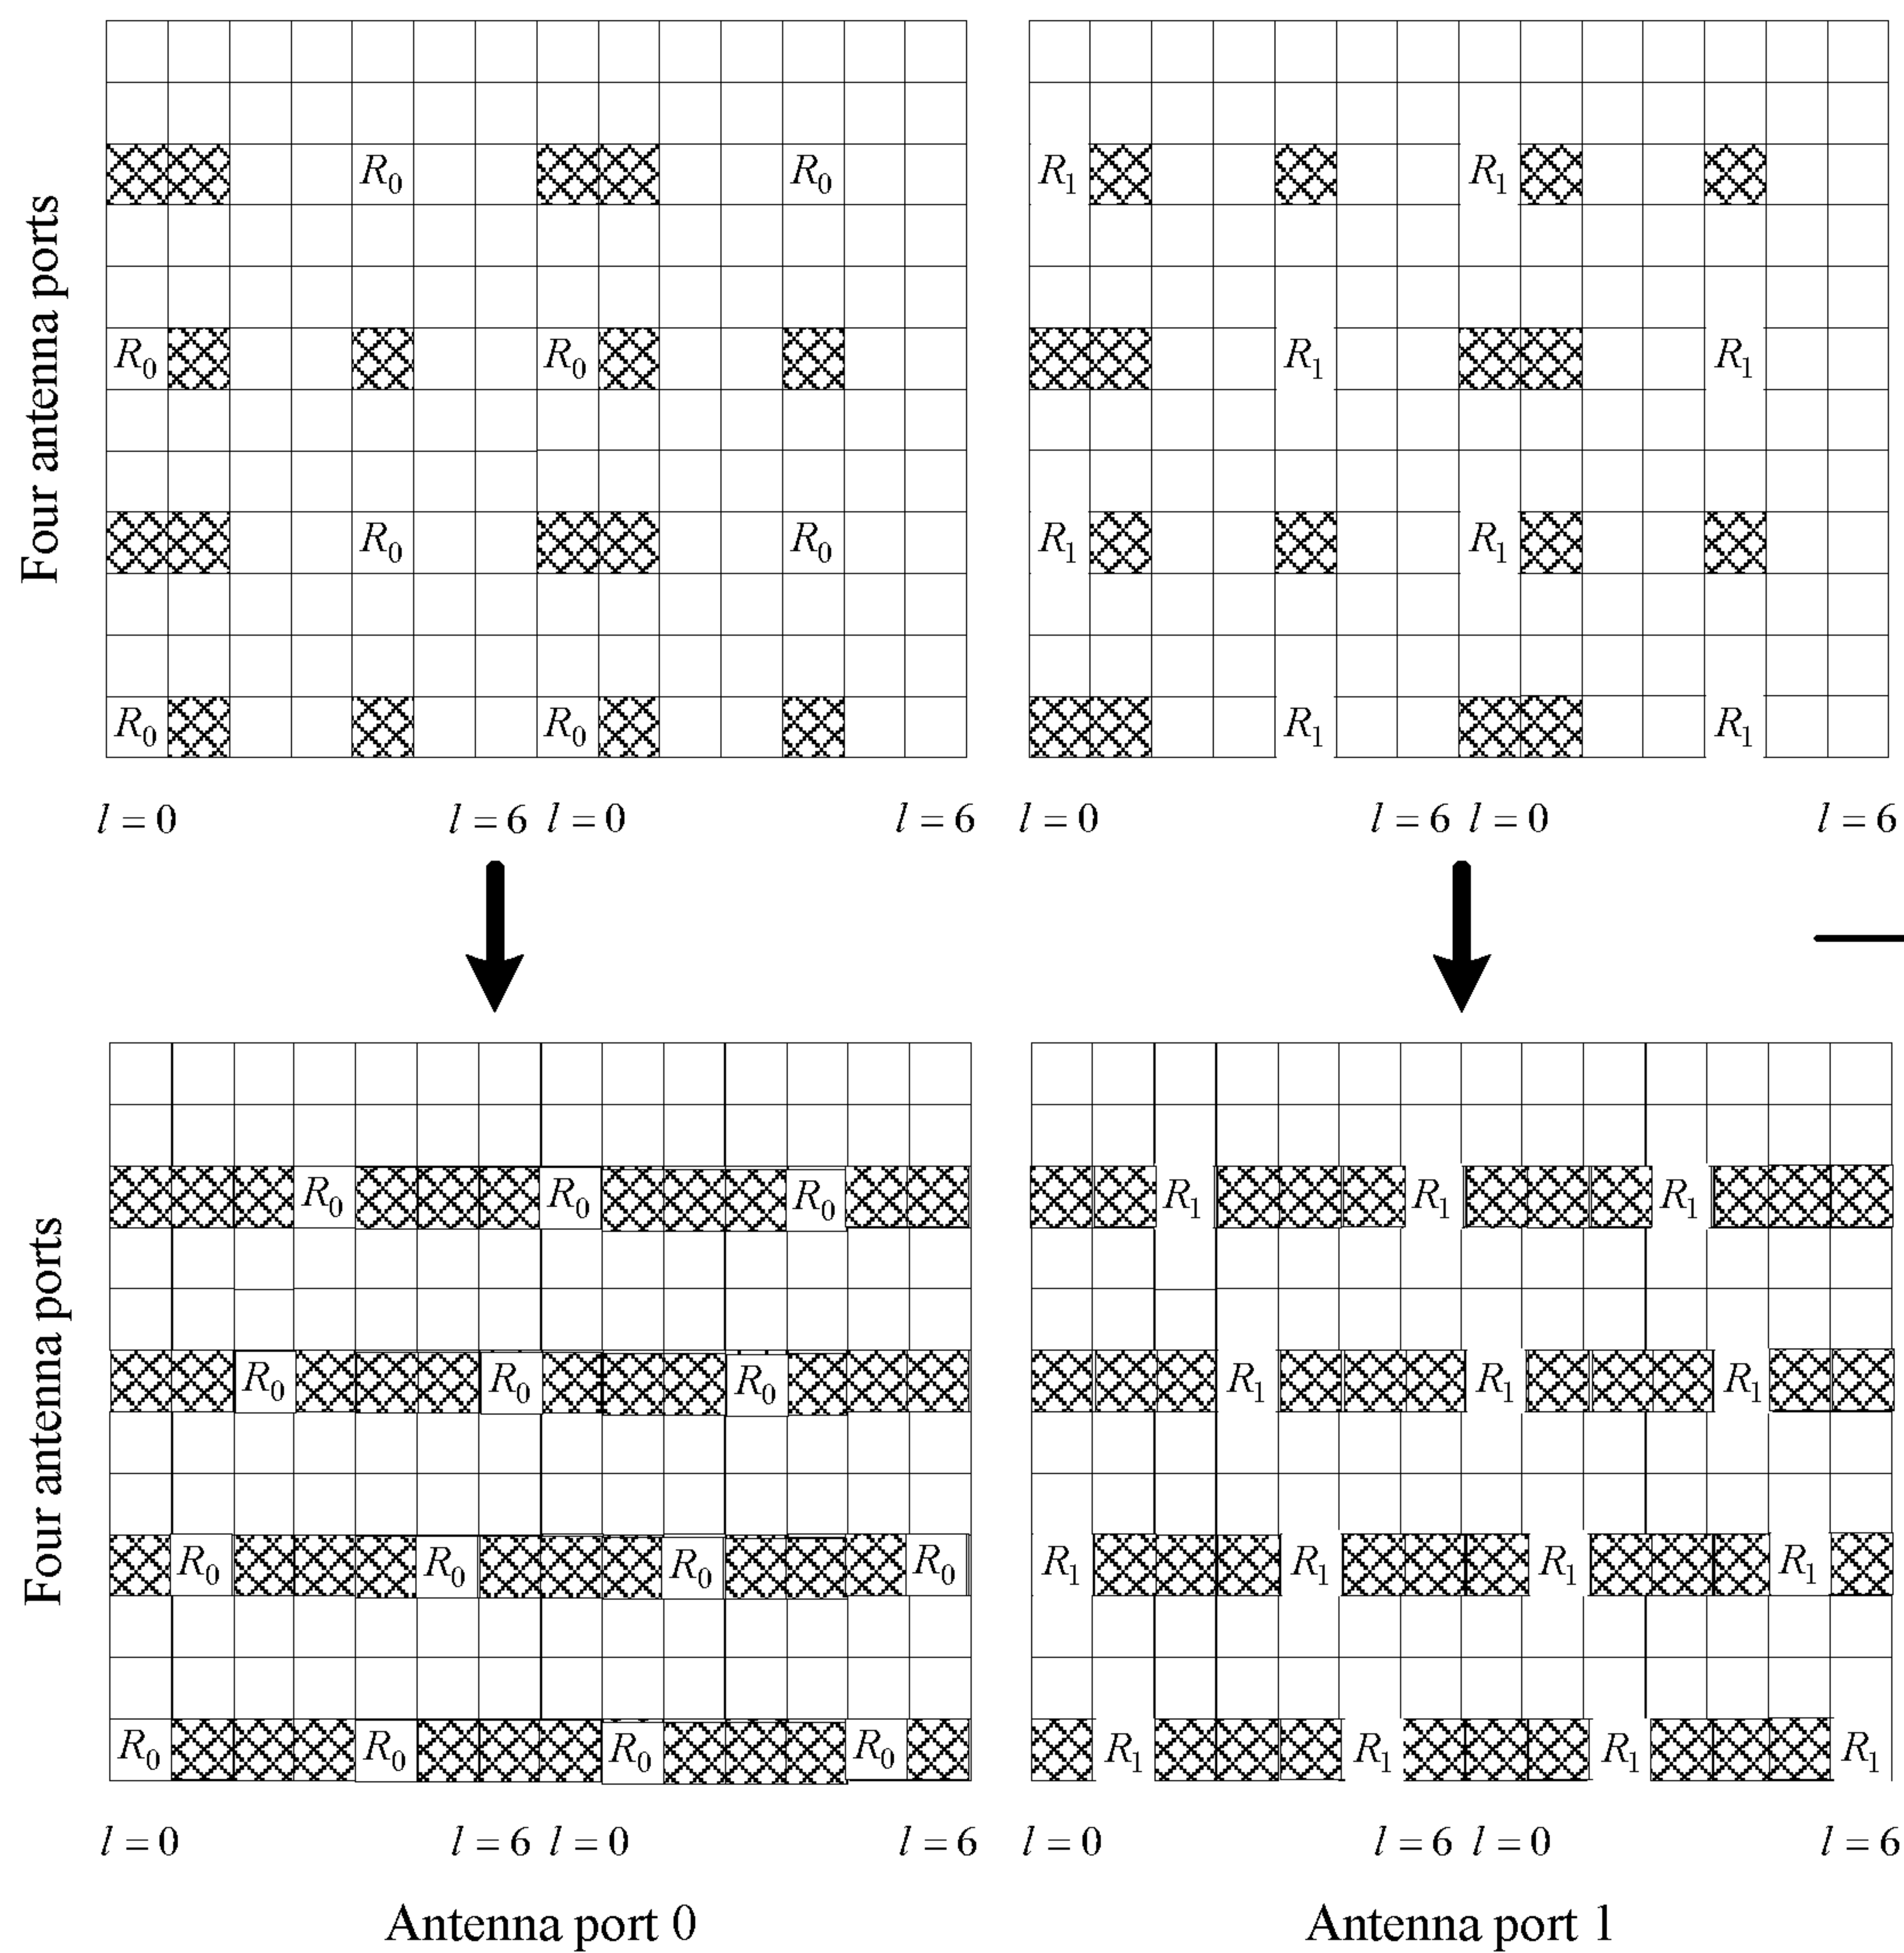 Four antenna ports
R0 R0
R1 R1
R0 R0
R1 R1
R0 R0
R1 R1
R0 R0
R1 R1
l = 0 l = 6 l = 0 l = 6
l = 0 l = 6 l = 0 l = 6
Four antenna ports
R0 R0 R0
R1 R1 R1
R0 R0 R0
R1 R1 R1
R0 R0 R0 R0
R1 R1 R1 R1
R0 R0 R0 R0
R1 R1 R1 R1
l = 0 l = 6 l = 0 l = 6
l = 0 l = 6 l = 0 l = 6
Antenna port 0
Antenna port 1